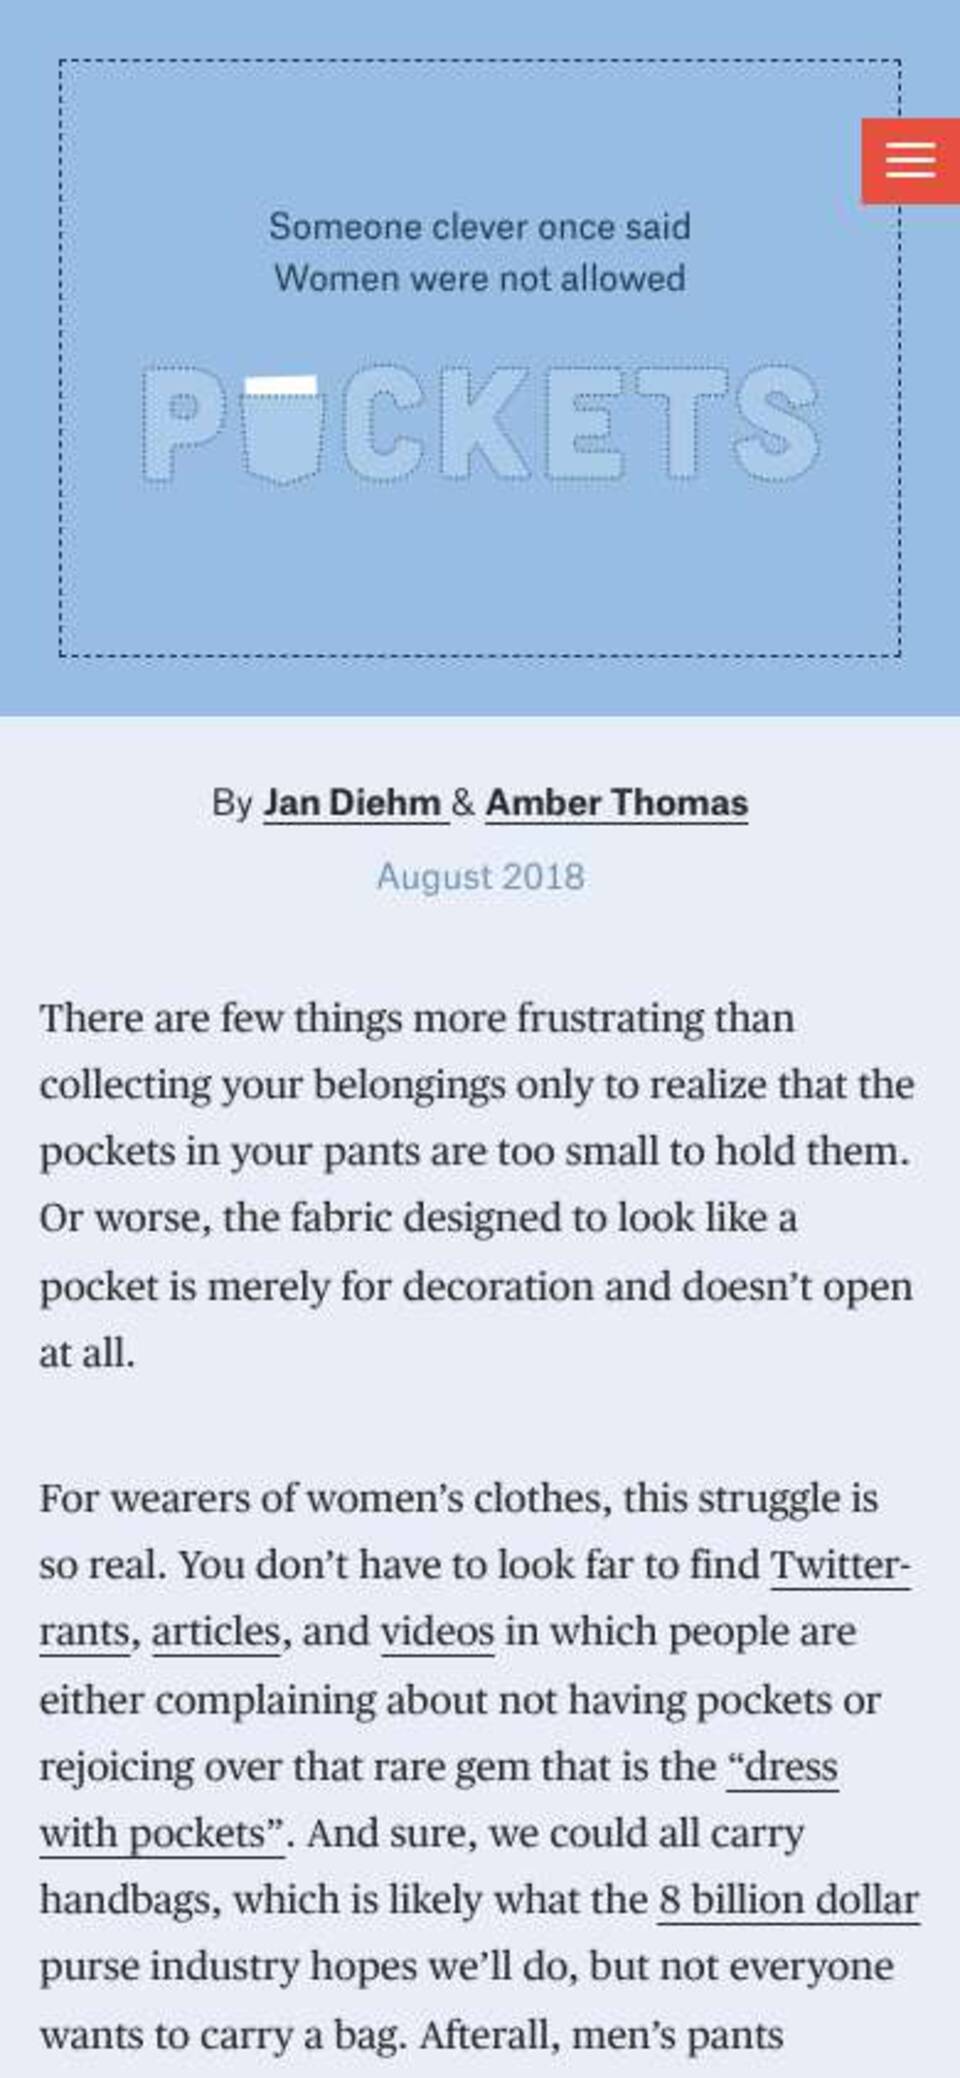 Someone clever once said
Women were not allowed
POCKETS
By Jan Diehm & Amber Thomas
August 2018
There are few things more frustrating than
collecting your belongings only to realize that the
pockets in your pants are too small to hold them.
Or worse, the fabric designed to look like a
pocket is merely for decoration and doesn’t open
at all.
For wearers of women’s clothes, this struggle is
so real. You don’t have to look far to find Twitter-
rants, articles, and videos in which people are
either complaining about not having pockets or
rejoicing over that rare gem that is the “dress
with pockets”. And sure, we could all carry
handbags, which is likely what the 8 billion dollar
purse industry hopes we’ll do, but not everyone
wants to carry a bag. Afterall, men’s pants